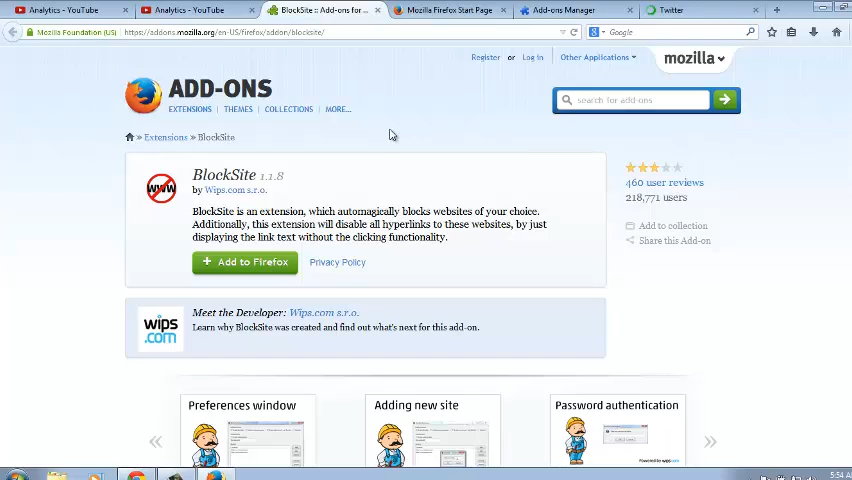 Analytics - YouTube
Analytics - YouTube
BlockSite :: Add-ons for ...
Mozilla Firefox Start Page
Add-ons Manager
Twitter
Mozilla Foundation (US)
https://addons.mozilla.org/en-US/firefox/addon/blocksite/
Google
Register or Log in
Other Applications
mozilla
ADD-ONS
EXTENSIONS THEMES COLLECTIONS MORE...
search for add-ons
» Extensions » BlockSite
www
BlockSite 1.1.8
by Wips.com s.r.o.
BlockSite is an extension, which automagically blocks websites of your choice.
Additionally, this extension will disable all hyperlinks to these websites, by just
displaying the link text without the clicking functionality.
+ Add to Firefox
Privacy Policy
460 user reviews
218,771 users
Add to collection
Share this Add-on
wips
.com
Meet the Developer: Wips.com s.r.o.
Learn why BlockSite was created and find out what's next for this add-on.
Preferences window
Adding new site
Password authentication
Powered by wips.com
5:54 AM